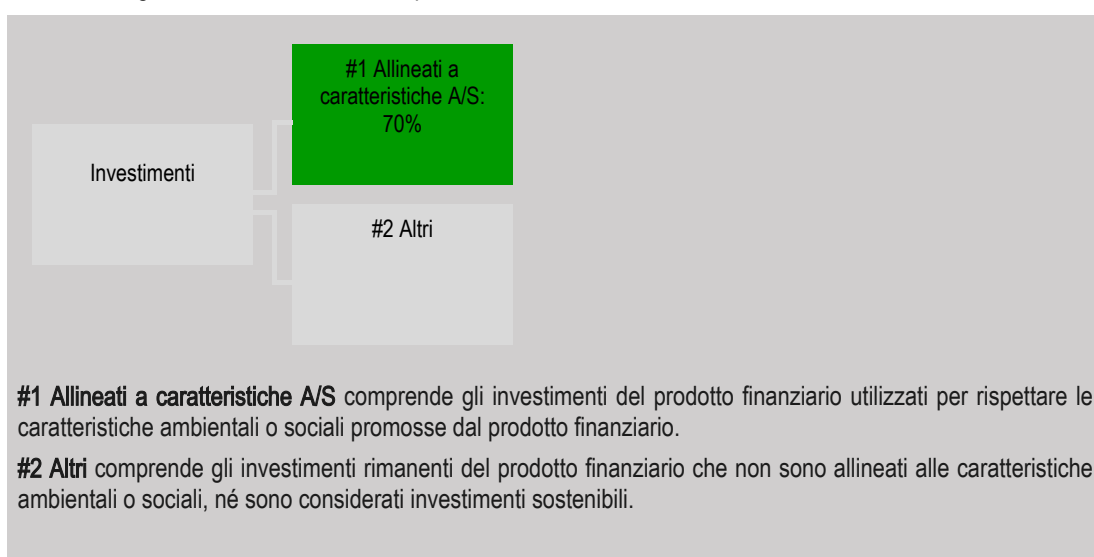 #1 Allineati a
caratteristiche A/S:
70%
Investimenti
#2 Altri
#1 Allineati a caratteristiche A/S comprende gli investimenti del prodotto finanziario utilizzati per rispettare le
caratteristiche ambientali o sociali promosse dal prodotto finanziario.
#2 Altri comprende gli investimenti rimanenti del prodotto finanziario che non sono allineati alle caratteristiche
ambientali o sociali, né sono considerati investimenti sostenibili.